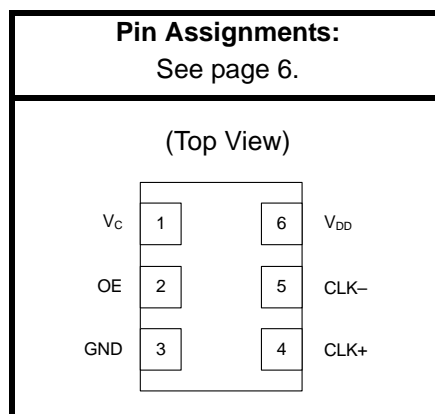 Pin Assignments:
See page 6.
(Top View)
VC 1 6 VDD
OE 2 5 CLK–
GND 3 4 CLK+